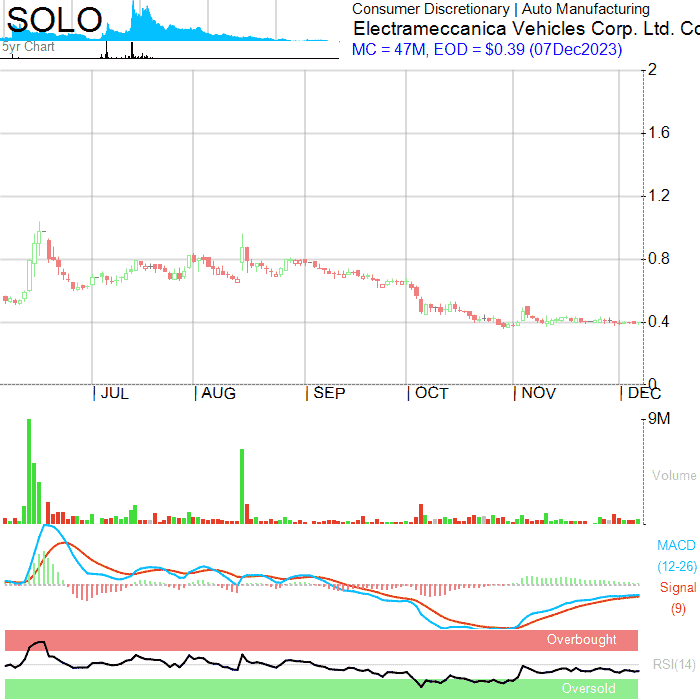 SOLO
5yr Chart
Consumer Discretionary | Auto Manufacturing
Electrameccanica Vehicles Corp. Ltd. Co
MC = 47M, EOD = $0.39 (07Dec2023)
2
1.6
1.2
0.8
0.4
0
| JUL | AUG | SEP | OCT | NOV | DEC
9M
Volume
MACD
(12-26)
Signal
(9)
Overbought
RSI(14)
Oversold